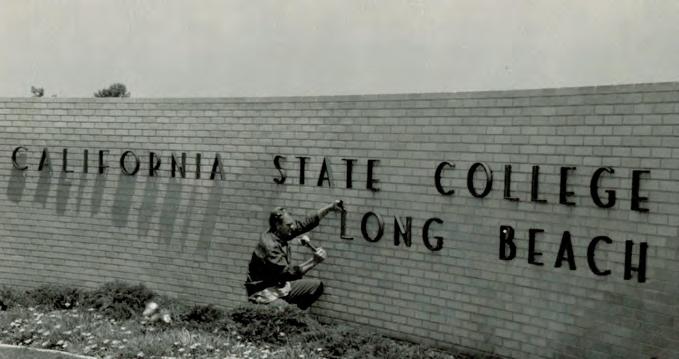 CALIFORNIA STATE COLLEGE
LONG BEACH